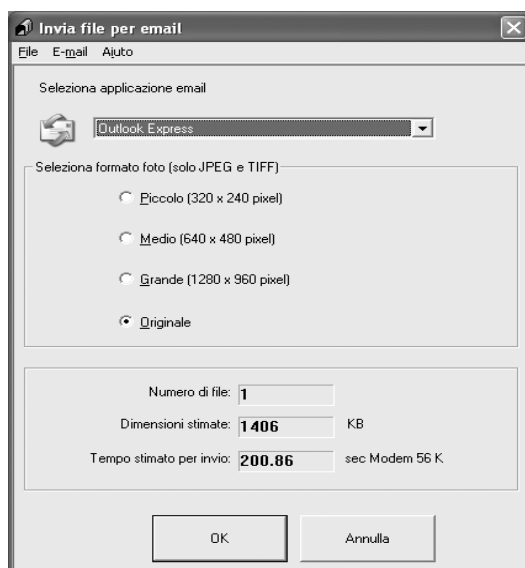 Invia file per email
File E-mail Aiuto
Seleziona applicazione email
Outlook Express
Seleziona formato foto (solo JPEG e TIFF)
Piccolo (320 x 240 pixel)
Medio (640 x 480 pixel)
Grande (1280 x 960 pixel)
Originale
Numero di file: 1
Dimensioni stimate: 1406 KB
Tempo stimato per invio: 200.86 sec Modem 56 K
OK Annulla